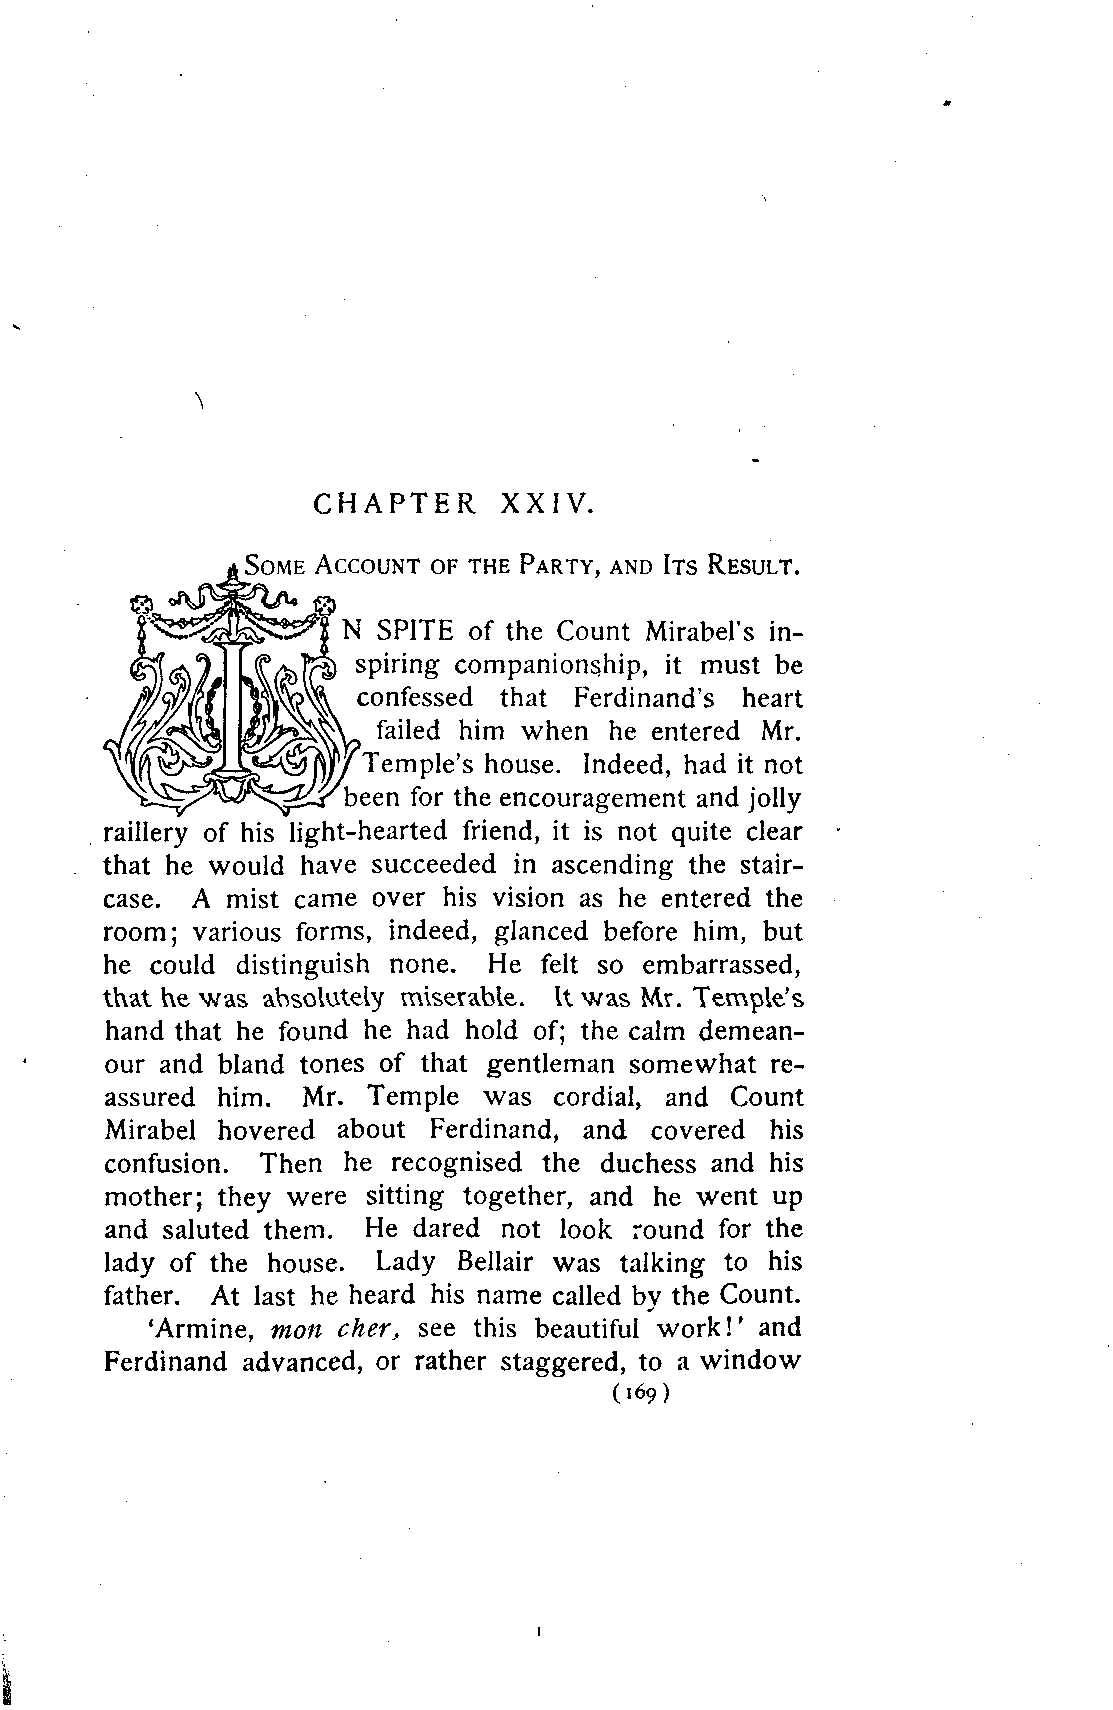 CHAPTER XXIV.
SOME ACCOUNT OF THE PARTY, AND ITS RESULT.
IN SPITE of the Count Mirabel's in-
spiring companionship, it must be
confessed that Ferdinand's heart
failed him when he entered Mr.
Temple's house. Indeed, had it not
been for the encouragement and jolly
raillery of his light-hearted friend, it is not quite clear
that he would have succeeded in ascending the stair-
case. A mist came over his vision as he entered the
room; various forms, indeed, glanced before him, but
he could distinguish none. He felt so embarrassed,
that he was absolutely miserable. It was Mr. Temple's
hand that he found he had hold of; the calm demean-
our and bland tones of that gentleman somewhat re-
assured him. Mr. Temple was cordial, and Count
Mirabel hovered about Ferdinand, and covered his
confusion. Then he recognised the duchess and his
mother; they were sitting together, and he went up
and saluted them. He dared not look round for the
lady of the house. Lady Bellair was talking to his
father. At last he heard his name called by the Count.
'Armine, mon cher, see this beautiful work!' and
Ferdinand advanced, or rather staggered, to a window
(169)